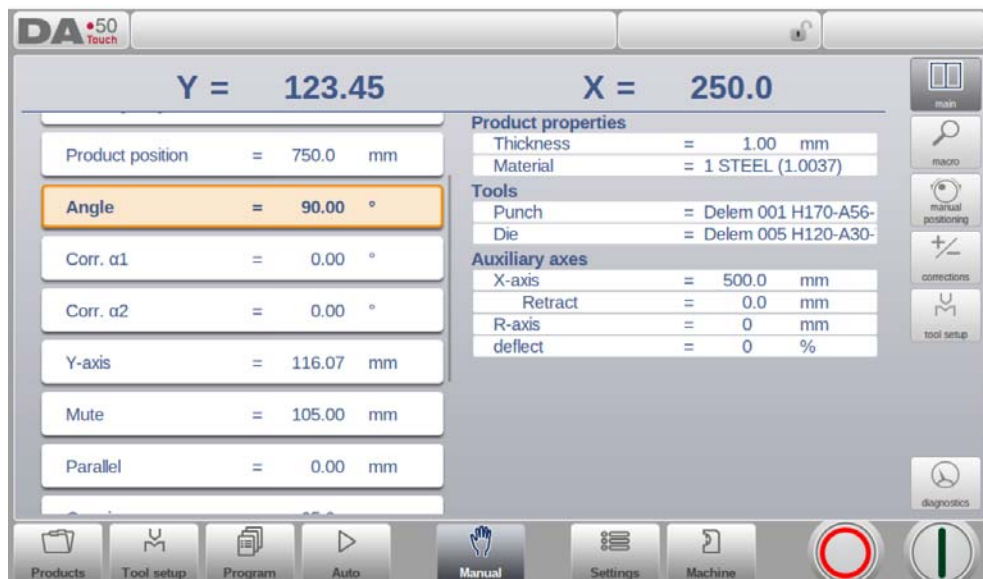 DA•50
Touch
Y = 123.45 X = 250.0
Product position = 750.0 mm
Angle = 90.00 °
Corr. α1 = 0.00 °
Corr. α2 = 0.00 °
Y-axis = 116.07 mm
Mute = 105.00 mm
Parallel = 0.00 mm
Product properties
Thickness = 1.00 mm
Material = 1 STEEL (1.0037)
Tools
Punch = Delem 001 H170-A56-
Die = Delem 005 H120-A30-
Auxiliary axes
X-axis = 500.0 mm
Retract = 0.0 mm
R-axis = 0 mm
deflect = 0 %
main
macro
manual
positioning
corrections
tool setup
diagnostics
Products Tool setup Program Auto Manual Settings Machine